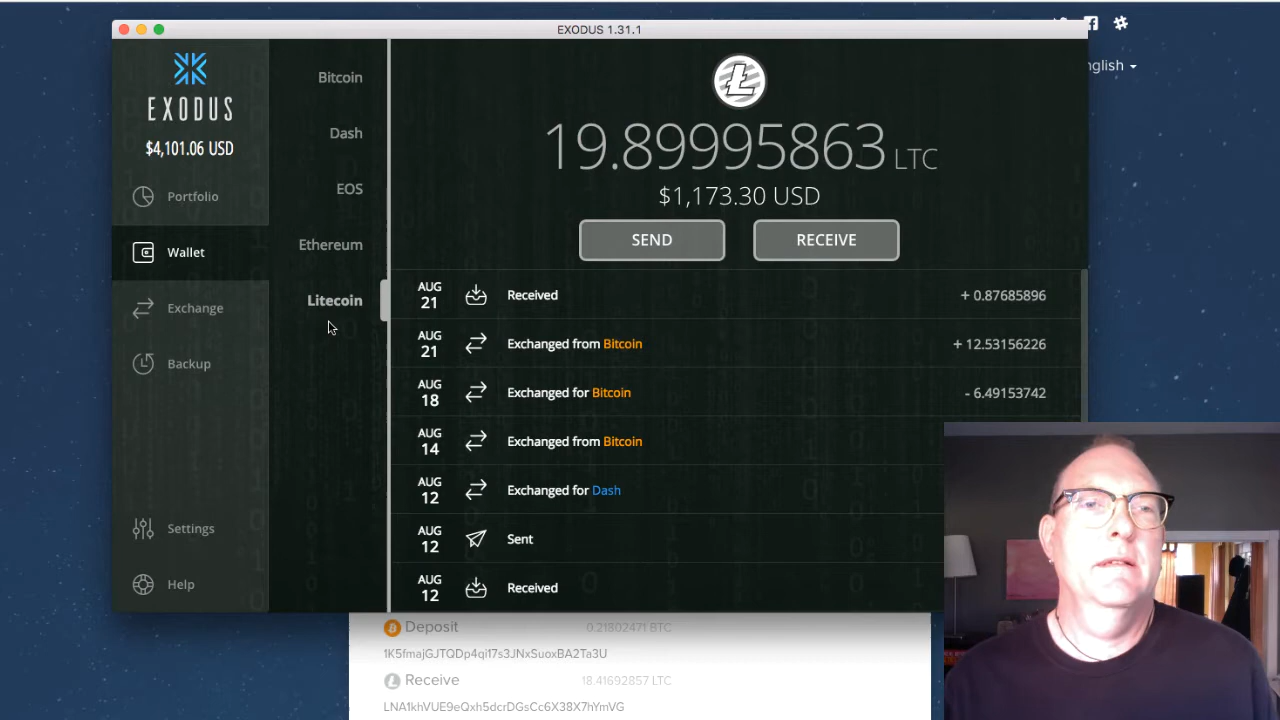 EXODUS 1.31.1
nglish
EXODUS
$4,101.06 USD
Portfolio
Wallet
Exchange
Backup
Settings
Help
Bitcoin
Dash
EOS
Ethereum
Litecoin
19.89995863 LTC
$1,173.30 USD
SEND RECEIVE
AUG 21 Received + 0.87685896
AUG 21 Exchanged from Bitcoin + 12.53156226
AUG 18 Exchanged for Bitcoin - 6.49153742
AUG 14 Exchanged from Bitcoin
AUG 12 Exchanged for Dash
AUG 12 Sent
AUG 12 Received
Deposit 0.21802471 BTC
1K5fmajGJTQDp4qi17s3JNxSuoxBA2Ta3U
Receive 18.41692857 LTC
LNA1khVUE9eQxh5dcrDGsCc6X38X7hYmVG